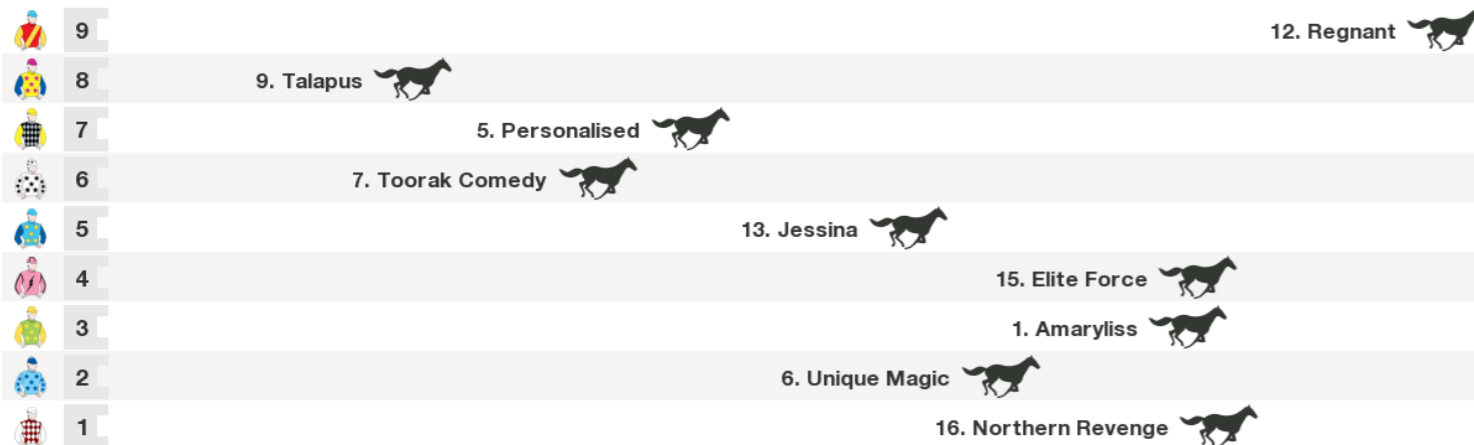 9 12. Regnant
8 9. Talapus
7 5. Personalised
6 7. Toorak Comedy
5 13. Jessina
4 15. Elite Force
3 1. Amaryliss
2 6. Unique Magic
1 16. Northern Revenge